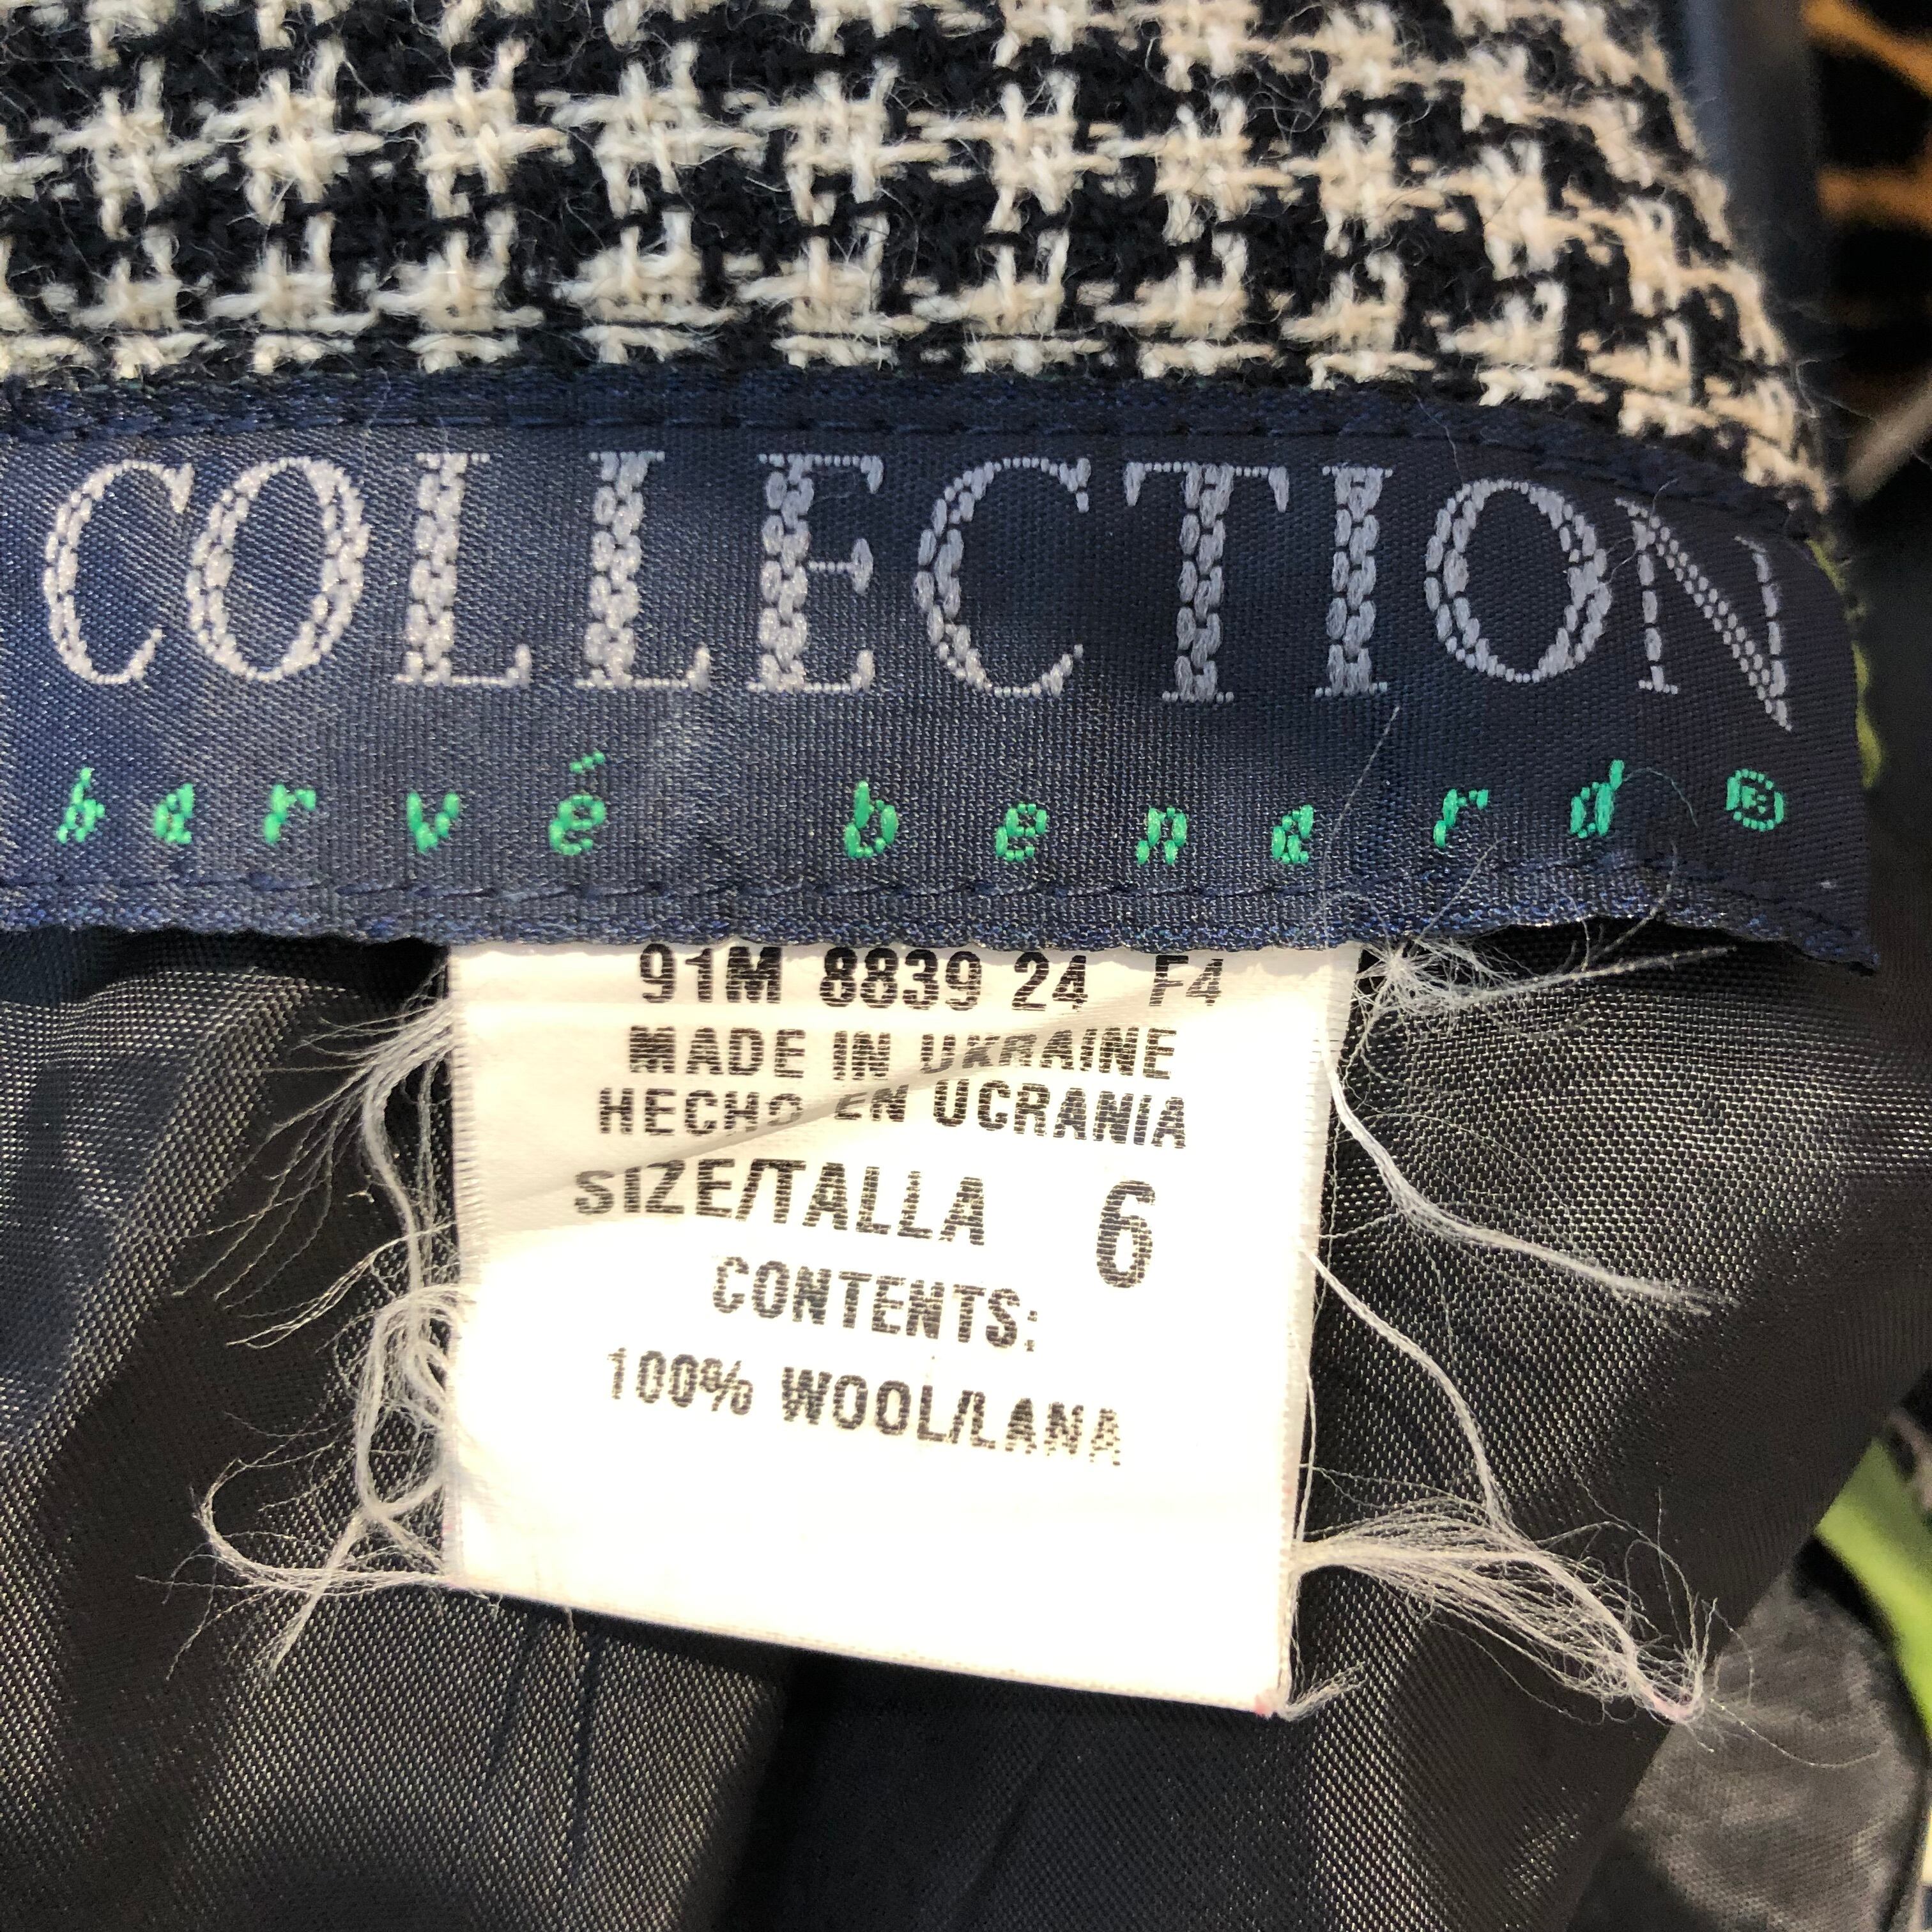 COLLECTION
harvé benard®
91M 8839 24 F4
MADE IN UKRAINE
HECHO EN UCRANIA
SIZE/TALLA 6
CONTENTS:
100% WOOL/LANA